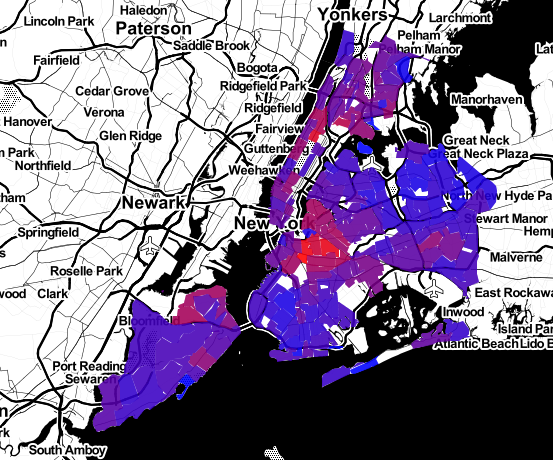 Haledon
Yonkers
Lincoln Park
Larchmont
Paterson
Pelham
Saddle Brook
Pelham Manor
Fairfield
Bogota
Ridgefield Park
Cedar Grove
Manorhaven
Verona
Ridgefield
Hanover
Glen Ridge
Fairview
Great Neck
Guttenberg
Great Neck Plaza
Northfield
Weehawken
North New Hyde Pa
Newark
Stewart Manor
New York
Springfield
Hemp
Malverne
Roselle Park
Clark
East Rockawa
Inwood
Bloomfield
Island Par
Atlantic Beach
Lido B
Port Reading
Sewaren
South Amboy